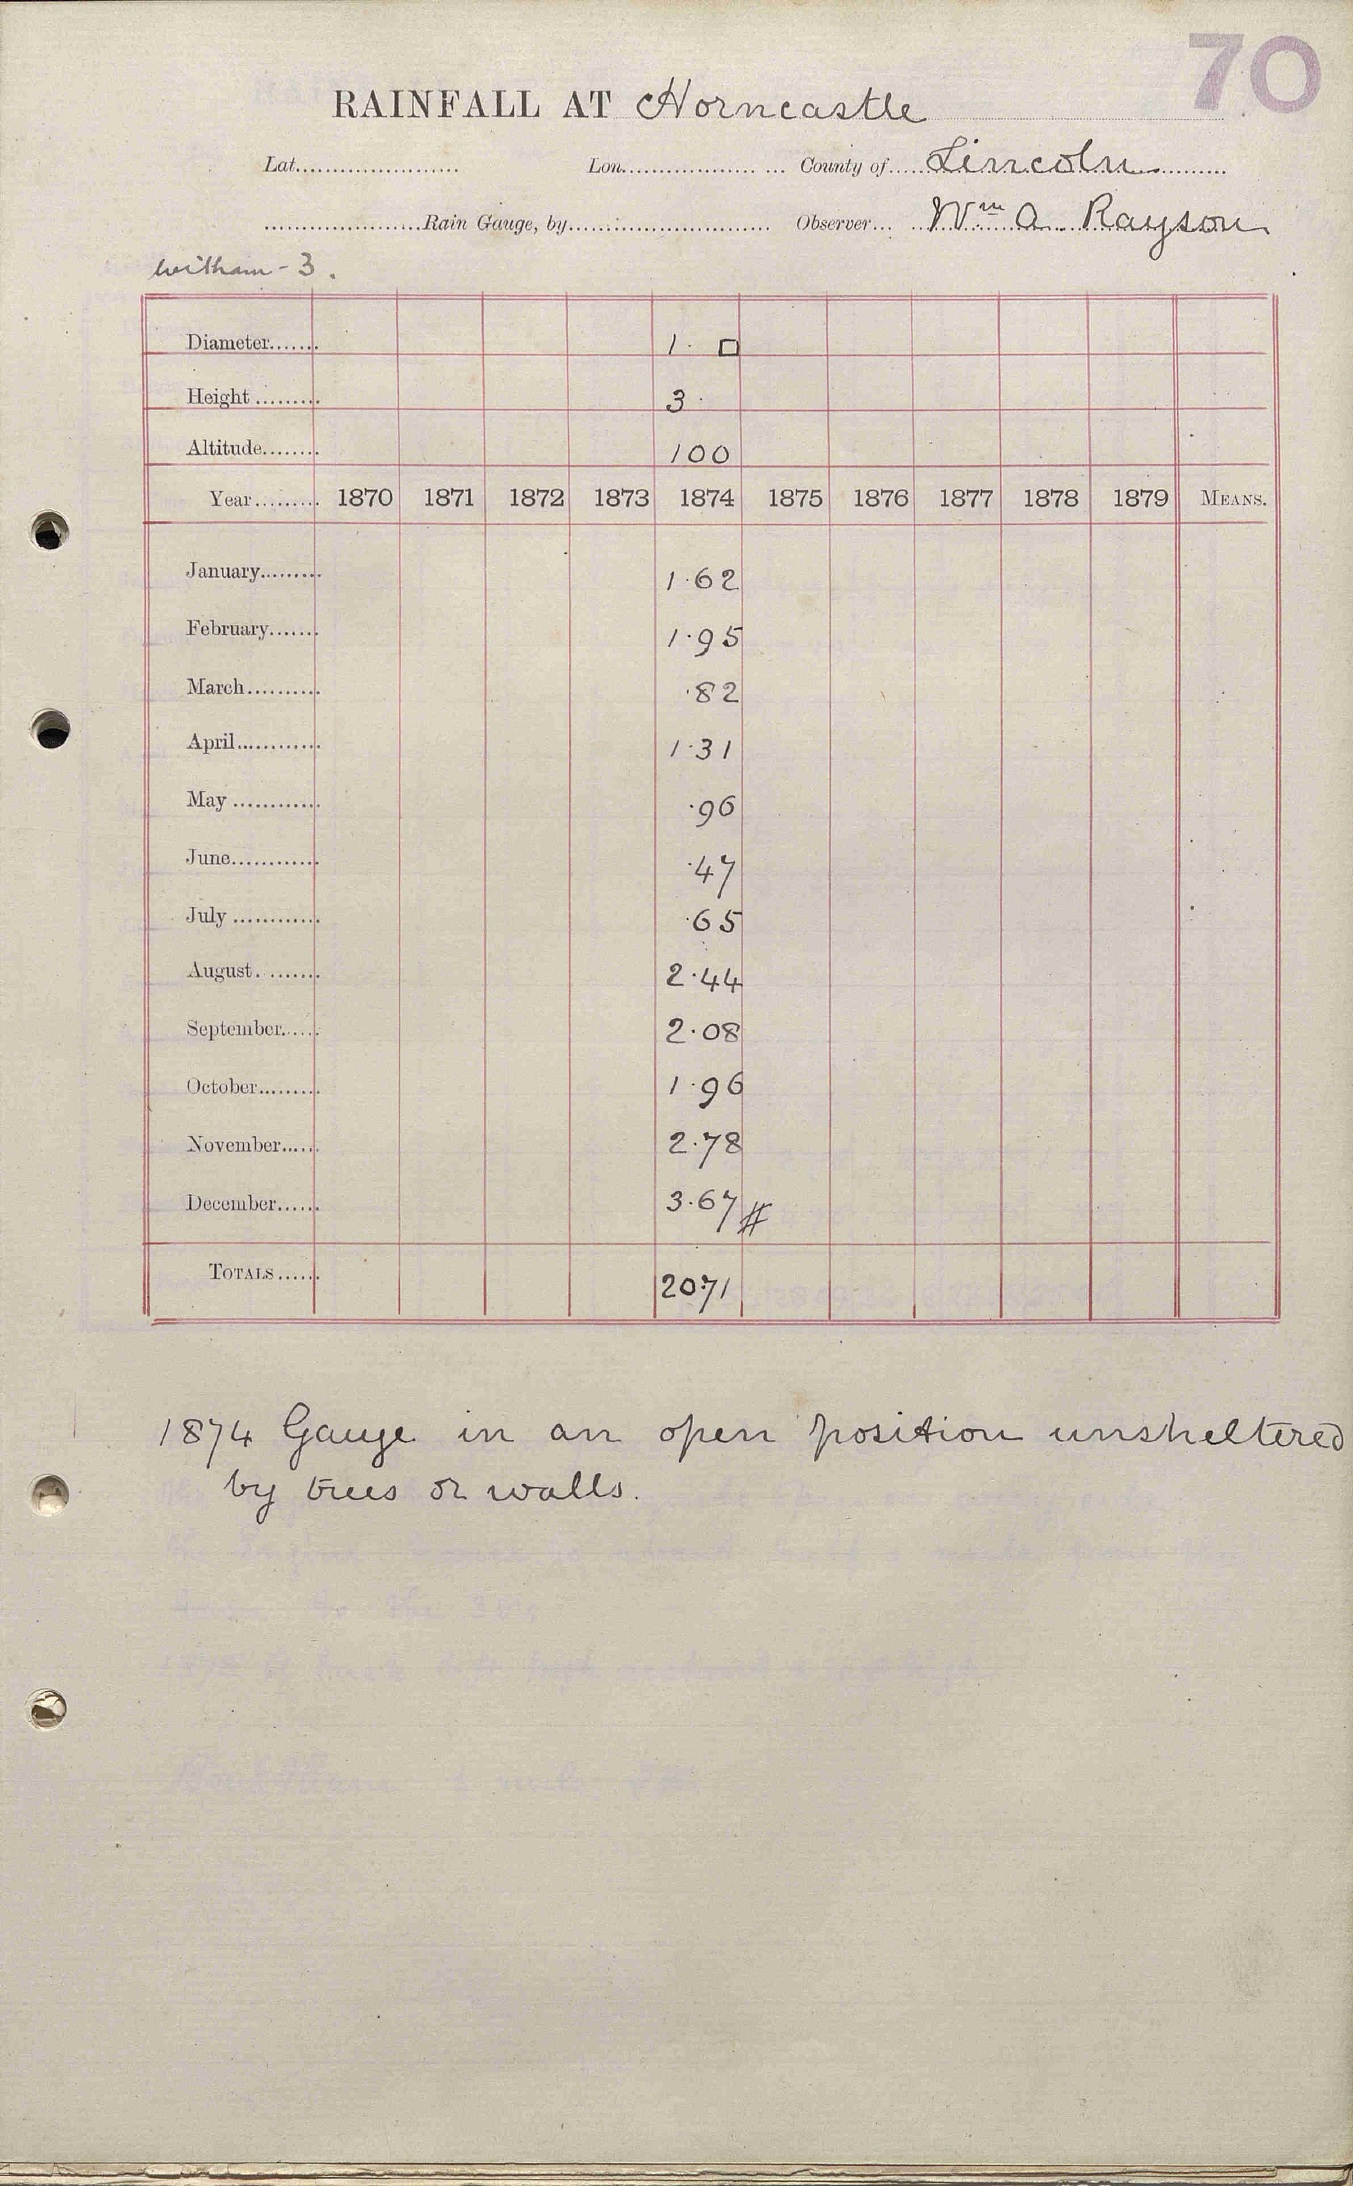 70
RAINFALL AT Horncastle
Lat...................... Lon................... ... County of..... Lincoln
......................Rain Gauge, by............................ Observer... Wm A. Rayson
Witham - 3.
Diameter....... 1. □
Height ......... 3.
Altitude........ 100
Year......... 1870 1871 1872 1873 1874 1875 1876 1877 1878 1879 MEANS.
January......... 1.62
February....... 1.95
March.......... .82
April............ 1.31
May ............ .96
June............ .47
July ............ .65
August. ....... 2.44
September..... 2.08
October......... 1.96
November...... 2.78
December...... 3.67 #
TOTALS...... 20.71
1874 Gauge in an open position unsheltered
by trees or walls.